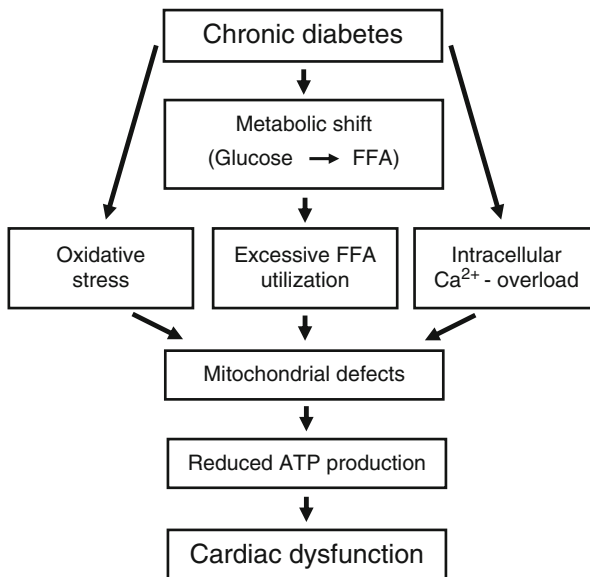 Chronic diabetes
Metabolic shift
(Glucose → FFA)
Oxidative
stress
Excessive FFA
utilization
Intracellular
Ca²⁺ - overload
Mitochondrial defects
Reduced ATP production
Cardiac dysfunction